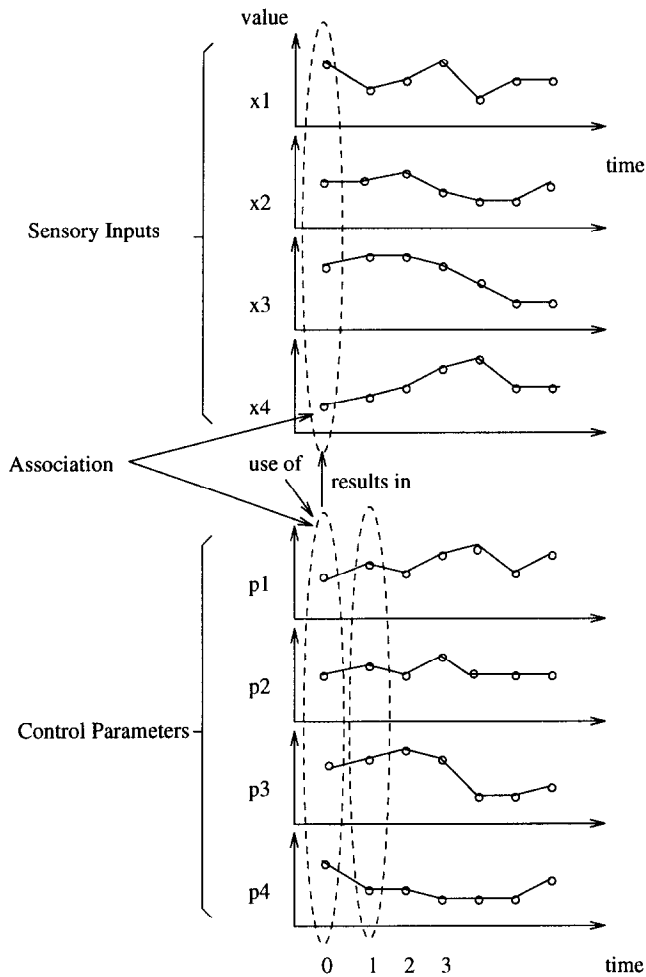 value
x1
time
x2
Sensory Inputs
x3
x4
Association
use of
results in
p1
p2
Control Parameters
p3
p4
0 1 2 3 time